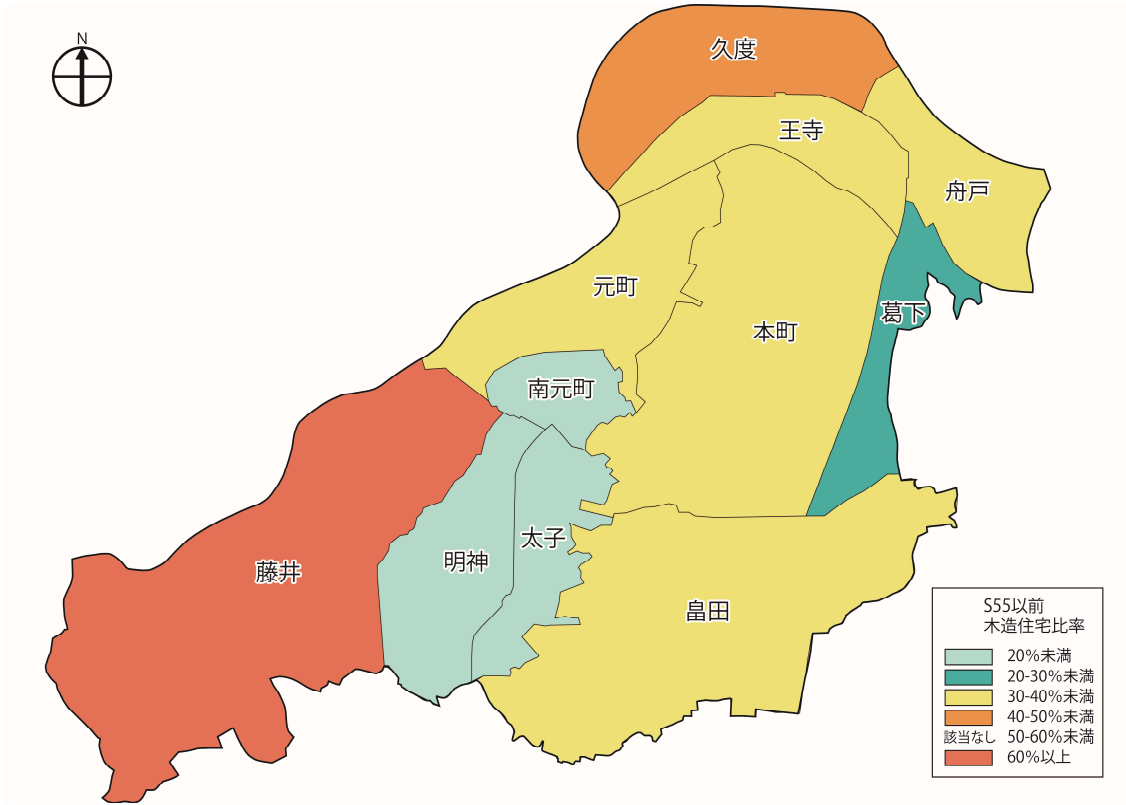 N
久度
王寺
舟戸
元町
葛下
本町
南元町
太子
明神
藤井
畠田
S55以前
木造住宅比率
20%未満
20-30%未満
30-40%未満
40-50%未満
該当なし 50-60%未満
60%以上